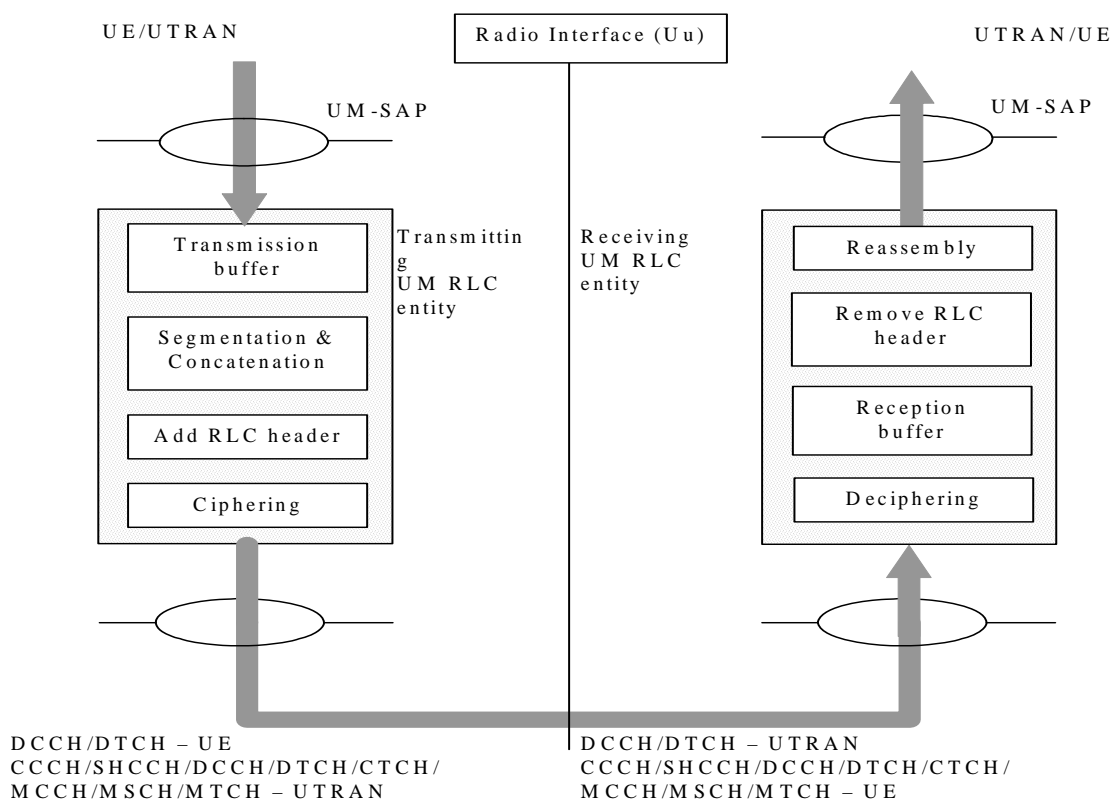 UE/UTRAN
Radio Interface (Uu)
UTRAN/UE
UM-SAP
UM-SAP
Transmission
buffer
Segmentation &
Concatenation
Add RLC header
Ciphering
Transmittin
g
UM RLC
entity
Receiving
UM RLC
entity
Reassembly
Remove RLC
header
Reception
buffer
Deciphering
DCCH/DTCH – UE
CCCH/SHCCH/DCCH/DTCH/CTCH/
MCCH/MSCH/MTCH – UTRAN
DCCH/DTCH – UTRAN
CCCH/SHCCH/DCCH/DTCH/CTCH/
MCCH/MSCH/MTCH – UE